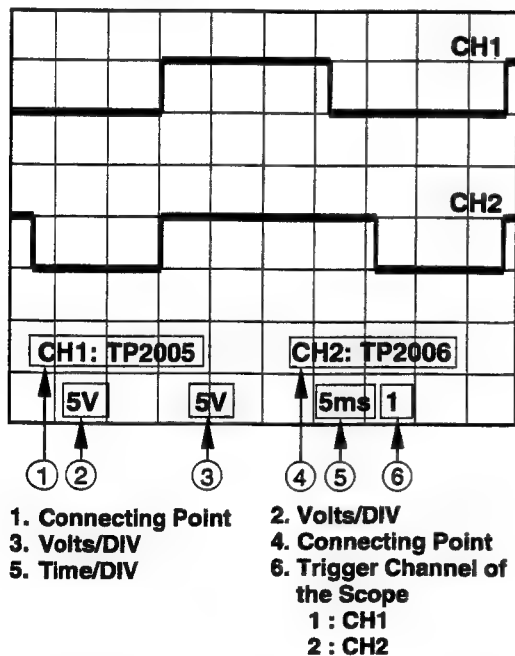 CH1
CH2
CH1: TP2005 CH2: TP2006
5V 5V 5ms 1
1 2 3 4 5 6
1. Connecting Point 2. Volts/DIV
3. Volts/DIV 4. Connecting Point
5. Time/DIV 6. Trigger Channel of
the Scope
1 : CH1
2 : CH2